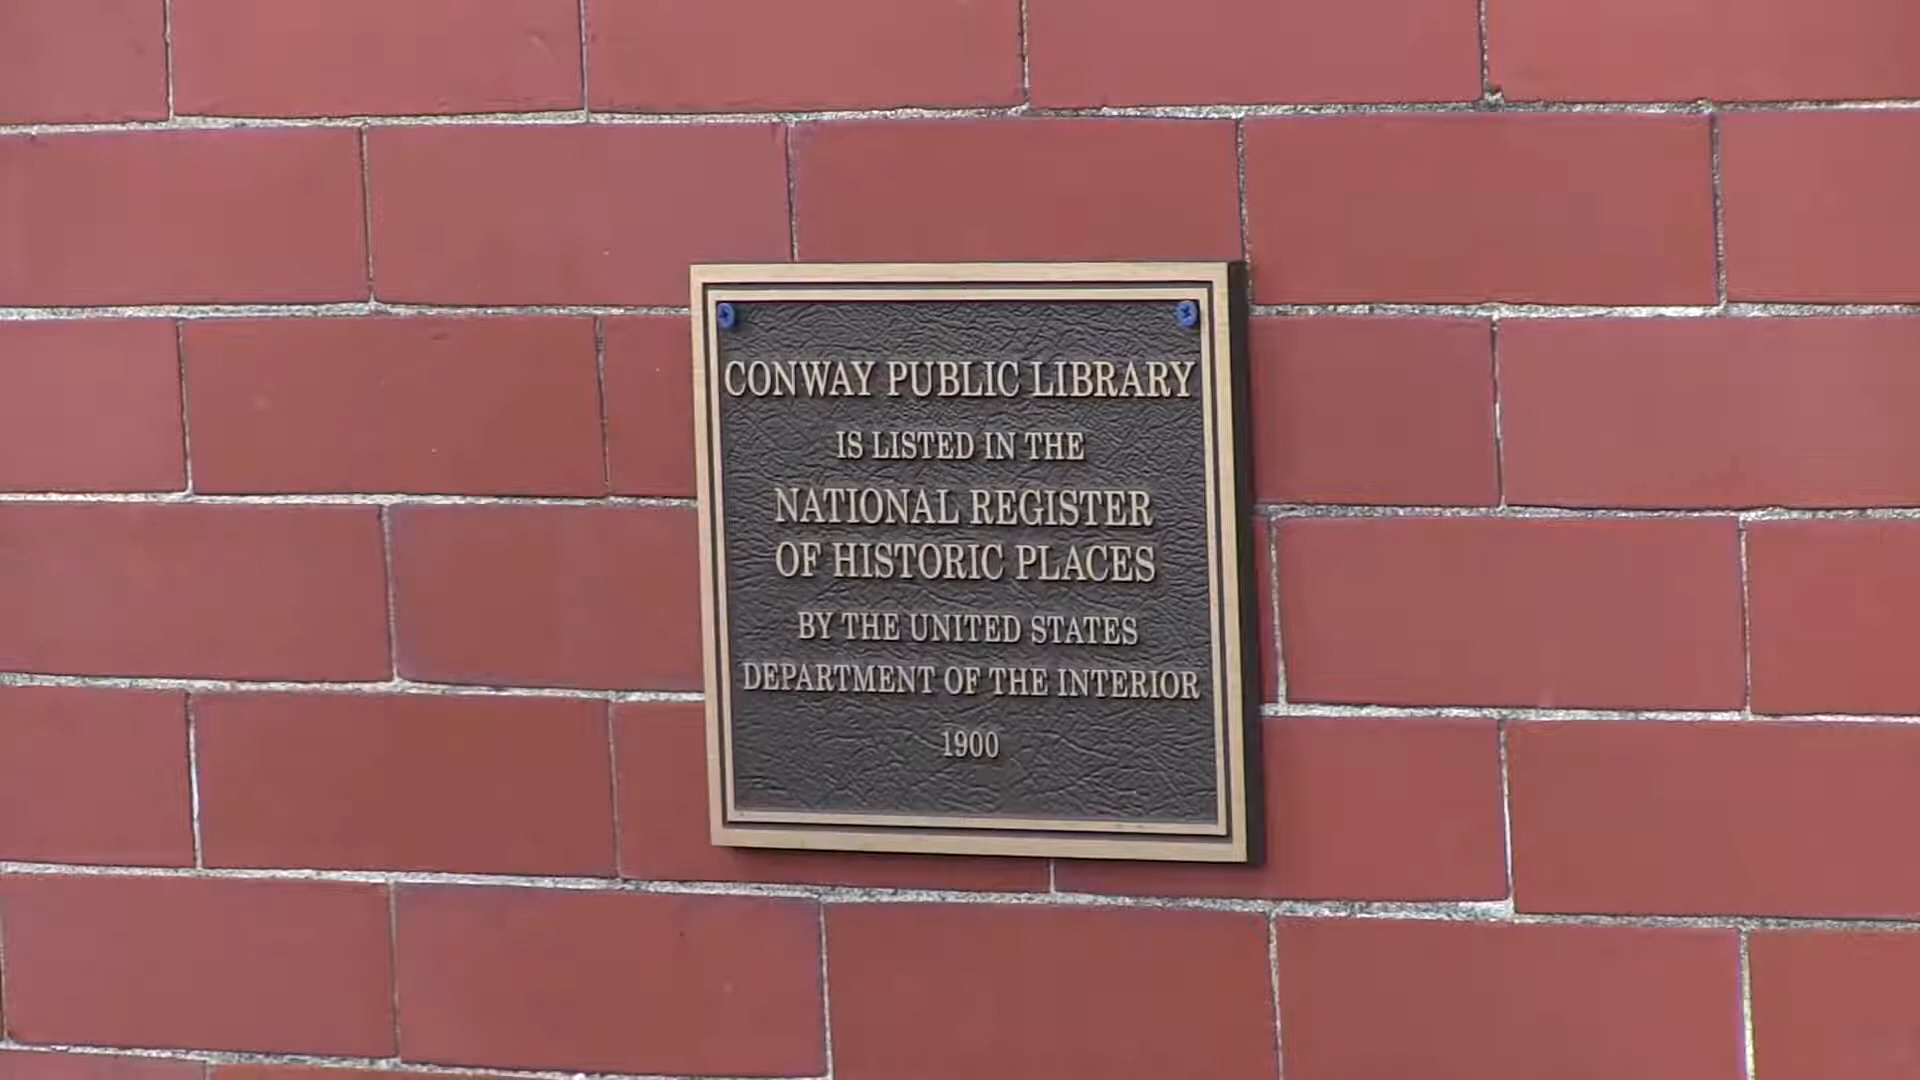 CONWAY PUBLIC LIBRARY
IS LISTED IN THE
NATIONAL REGISTER
OF HISTORIC PLACES
BY THE UNITED STATES
DEPARTMENT OF THE INTERIOR
1900